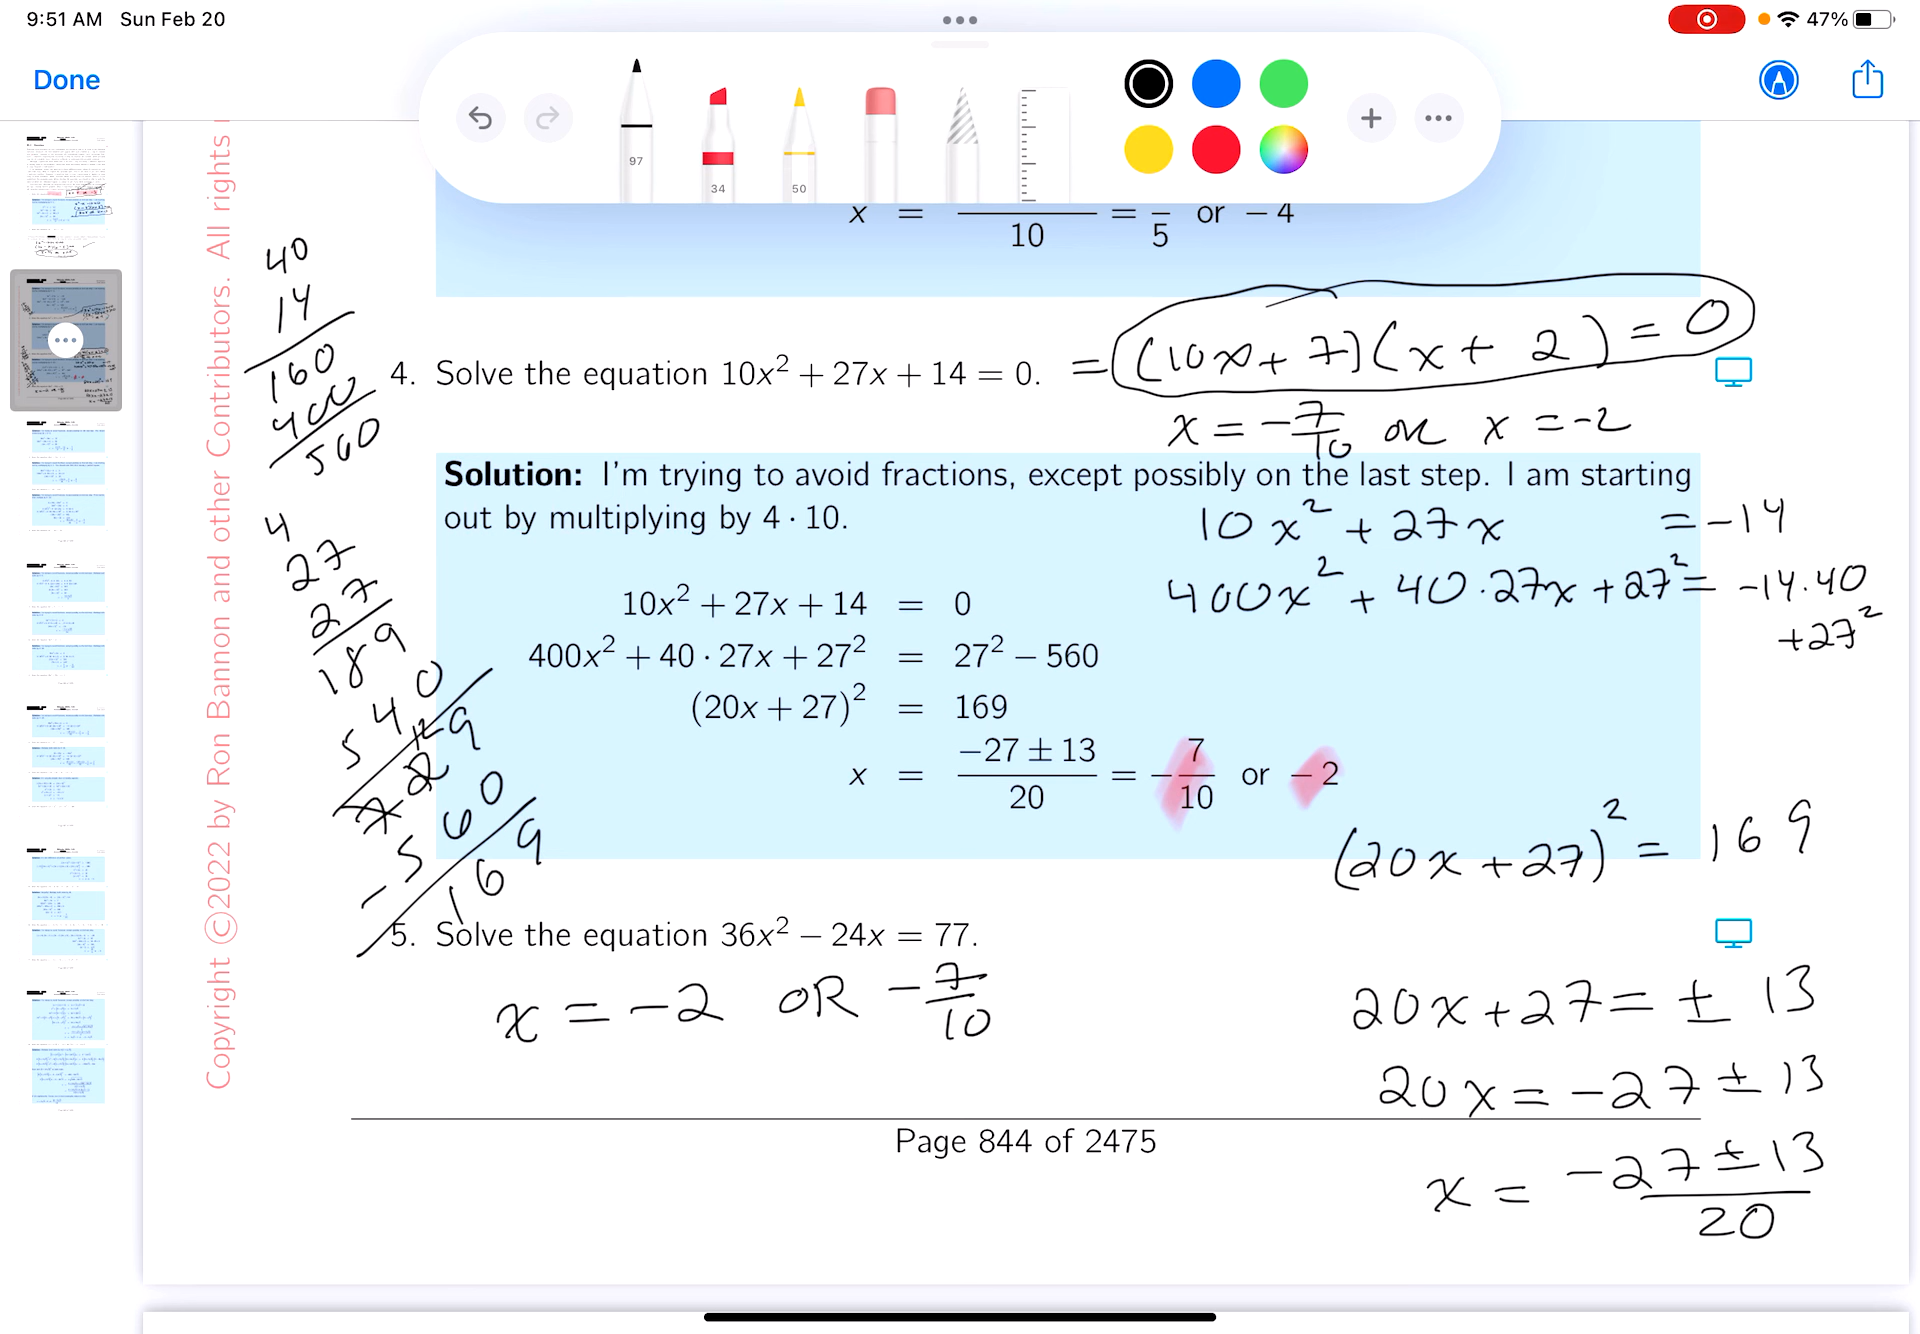 9:51 AM Sun Feb 20
47%
Done
97
34
50
x = /10 = /5 or − 4
40
14
160
400
560
4. Solve the equation 10x² + 27x + 14 = 0.
= (10x + 7)(x + 2) = 0
x = −7/10 or x = −2
Solution: I'm trying to avoid fractions, except possibly on the last step. I am starting
out by multiplying by 4 · 10.
10x² + 27x = −14
400x² + 40·27x + 27² = −14.40
+27²
10x² + 27x + 14 = 0
400x² + 40 · 27x + 27² = 27² − 560
(20x + 27)² = 169
x = (−27 ± 13)/20 = −7/10 or − 2
4
27
27
189
540
729
−560
169
(20x + 27)² = 169
5. Solve the equation 36x² − 24x = 77.
x = −2 OR −7/10
20x + 27 = ± 13
20x = −27 ± 13
x = (−27 ± 13)/20
Page 844 of 2475
Copyright ©2022 by Ron Bannon and other Contributors. All rights